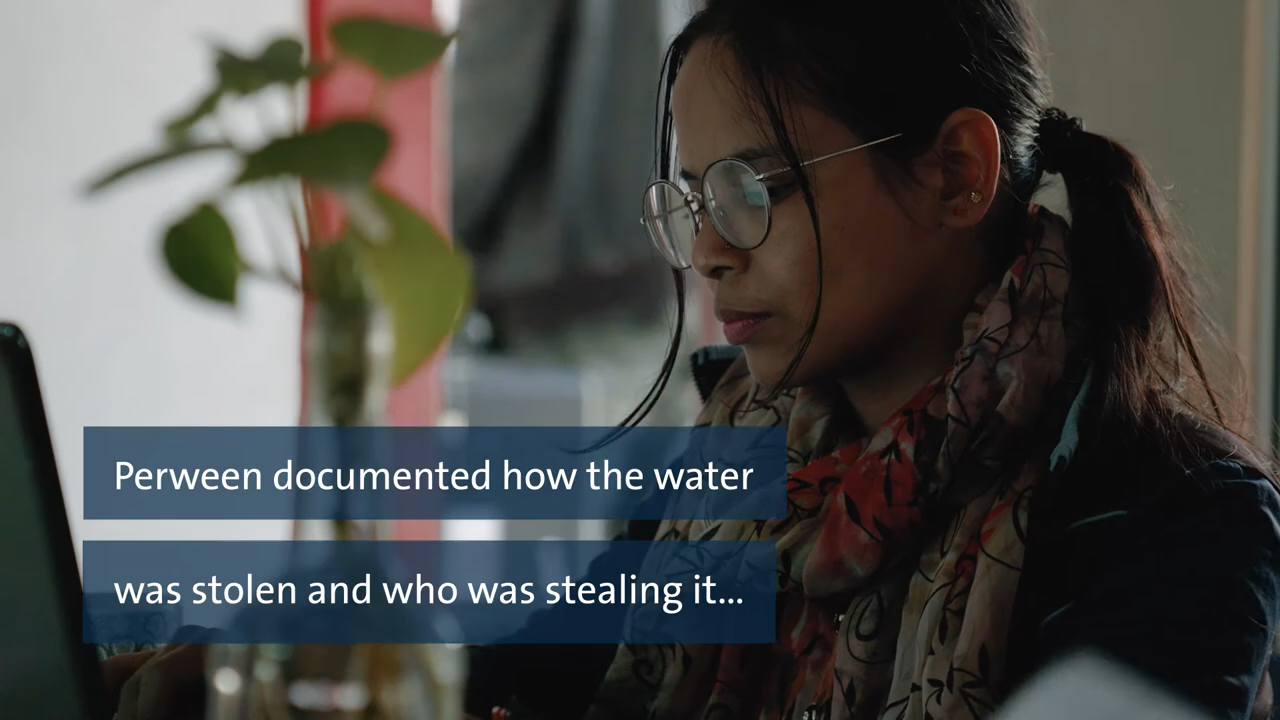 Perween documented how the water
was stolen and who was stealing it...